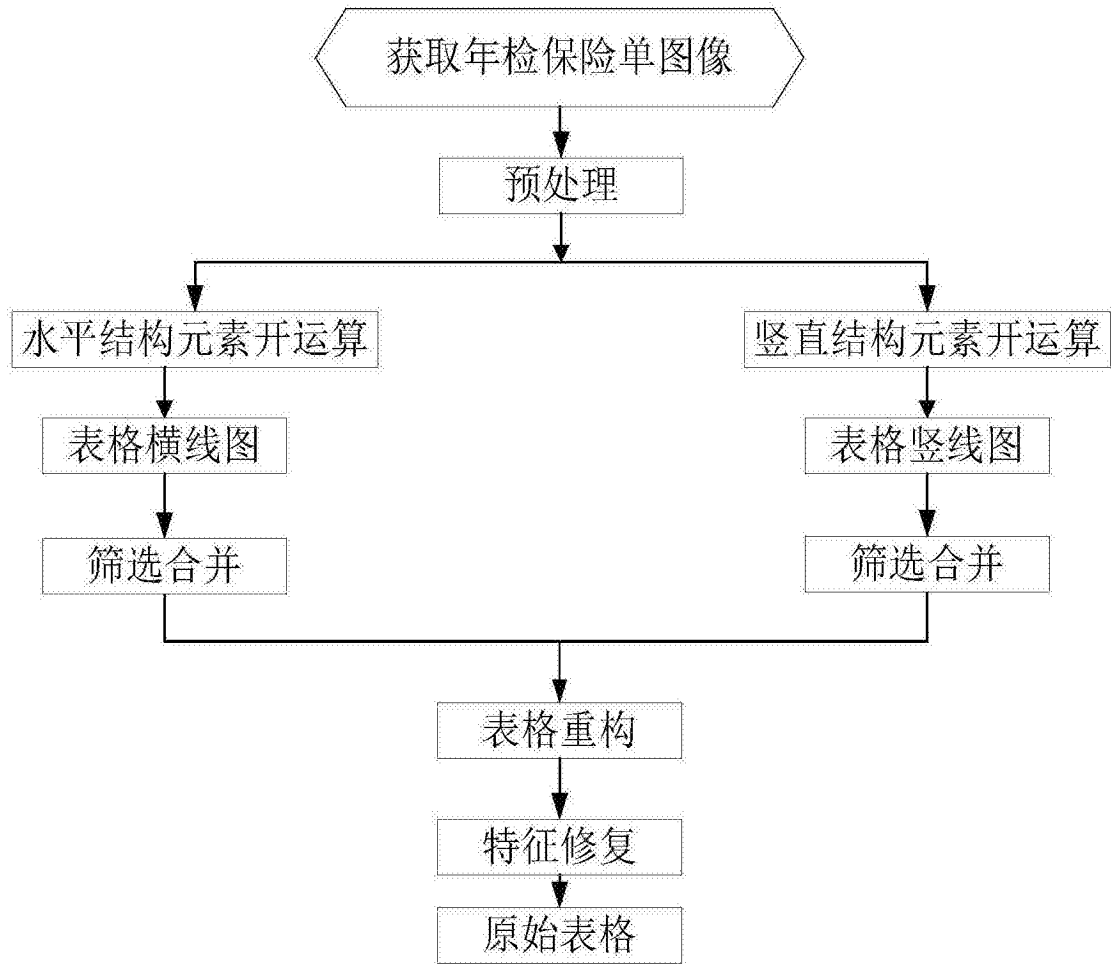 获取年检保险单图像
预处理
水平结构元素开运算
竖直结构元素开运算
表格横线图
表格竖线图
筛选合并
筛选合并
表格重构
特征修复
原始表格